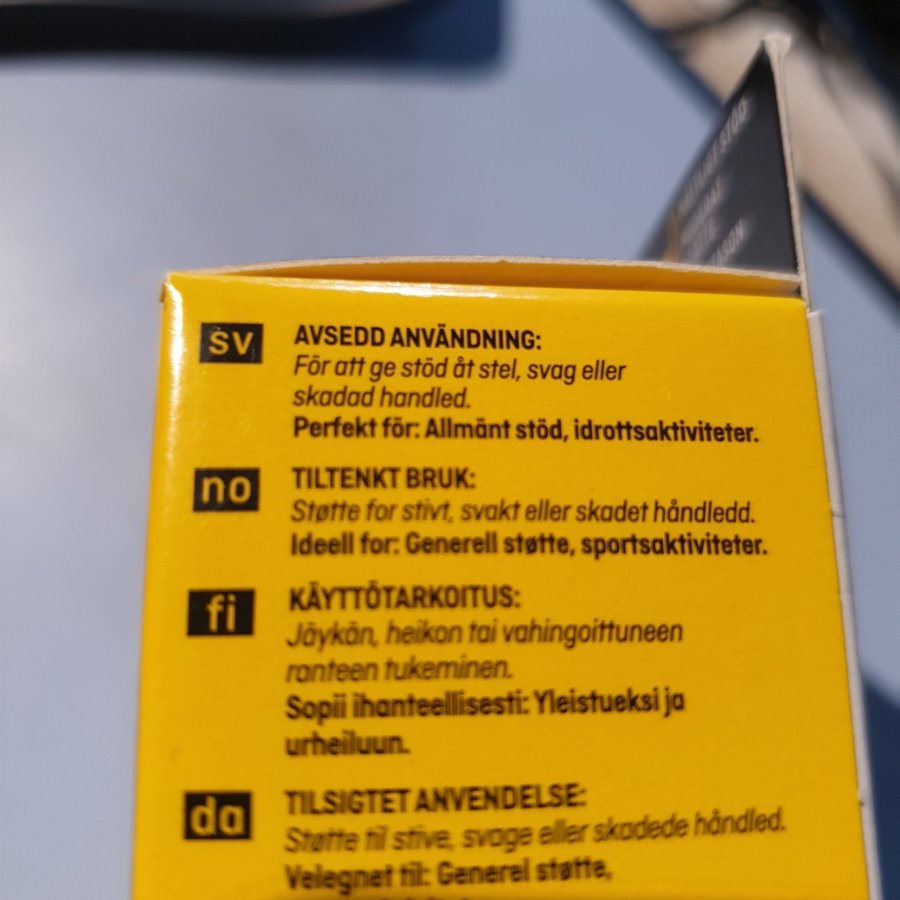 sv
AVSEDD ANVÄNDNING:
För att ge stöd åt stel, svag eller
skadad handled.
Perfekt för: Allmänt stöd, idrottsaktiviteter.
no
TILTENKT BRUK:
Støtte for stivt, svakt eller skadet håndledd.
Ideell for: Generell støtte, sportsaktiviteter.
fi
KÄYTTÖTARKOITUS:
Jäykän, heikon tai vahingoittuneen
ranteen tukeminen.
Sopii ihanteellisesti: Yleistueksi ja
urheiluun.
da
TILSIGTET ANVENDELSE:
Støtte til stive, svage eller skadede håndled.
Velegnet til: Generel støtte,